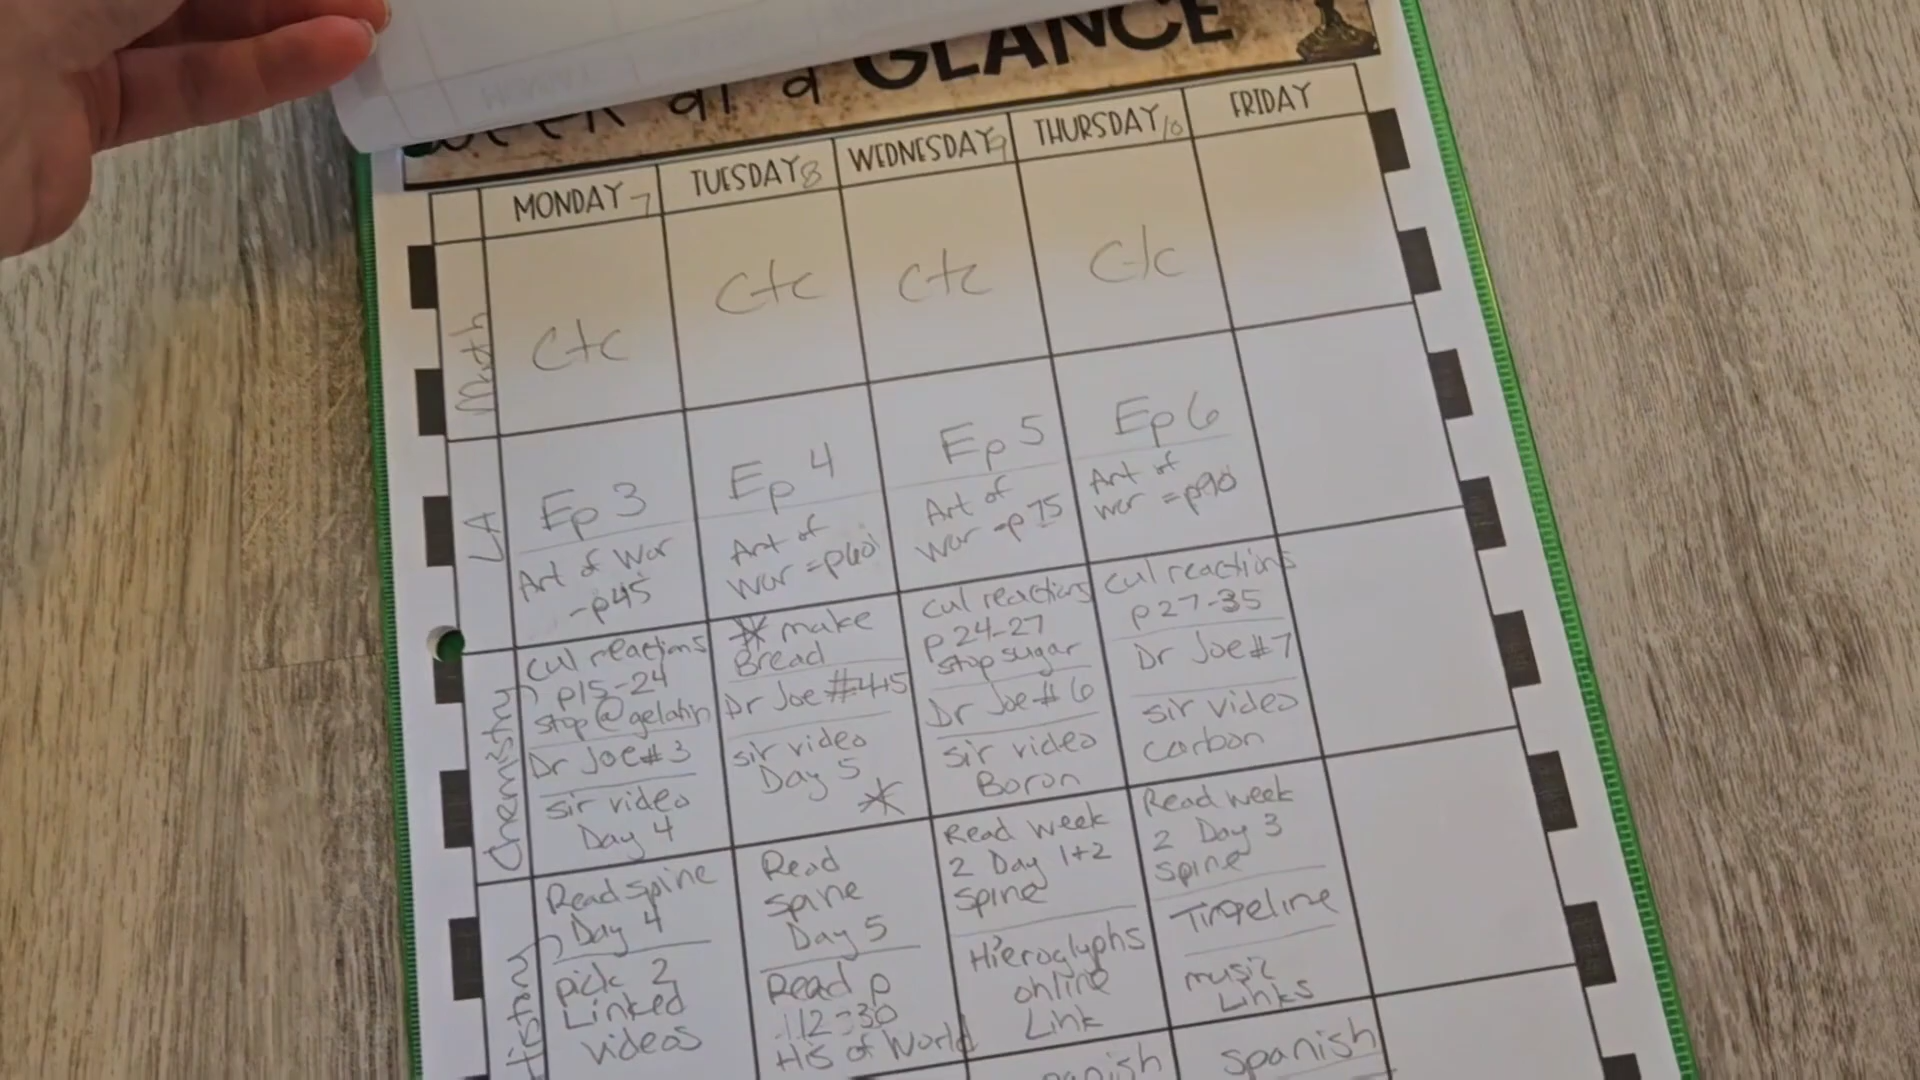 at a GLANCE
MONDAY 7
TUESDAY 8
WEDNESDAY 9
THURSDAY 10
FRIDAY
Math
CTC
CTC
CTC
CTC
LA
Ep 3
Art of War
-p45
Ep 4
Art of
War =p60
Ep 5
Art of
War -p75
Ep 6
Art of
War =p90
Chemistry
Cul reactions
p15-24
stop@gelatin
Dr Joe#3
sir video
Day 4
* make
Bread
Dr Joe#4+5
sir video
Day 5
*
Cul reactions
p24-27
stop sugar
Dr Joe#6
sir video
Boron
Cul reactions
p27-35
Dr Joe#7
sir video
Carbon
Read spine
Day 4
pick 2
Linked
videos
Read
spine
Day 5
Read p
112-30
His of World
Read week
2 Day 1+2
spine
Hieroglyphs
online
Link
Read week
2 Day 3
spine
Timeline
music
Links
spanish